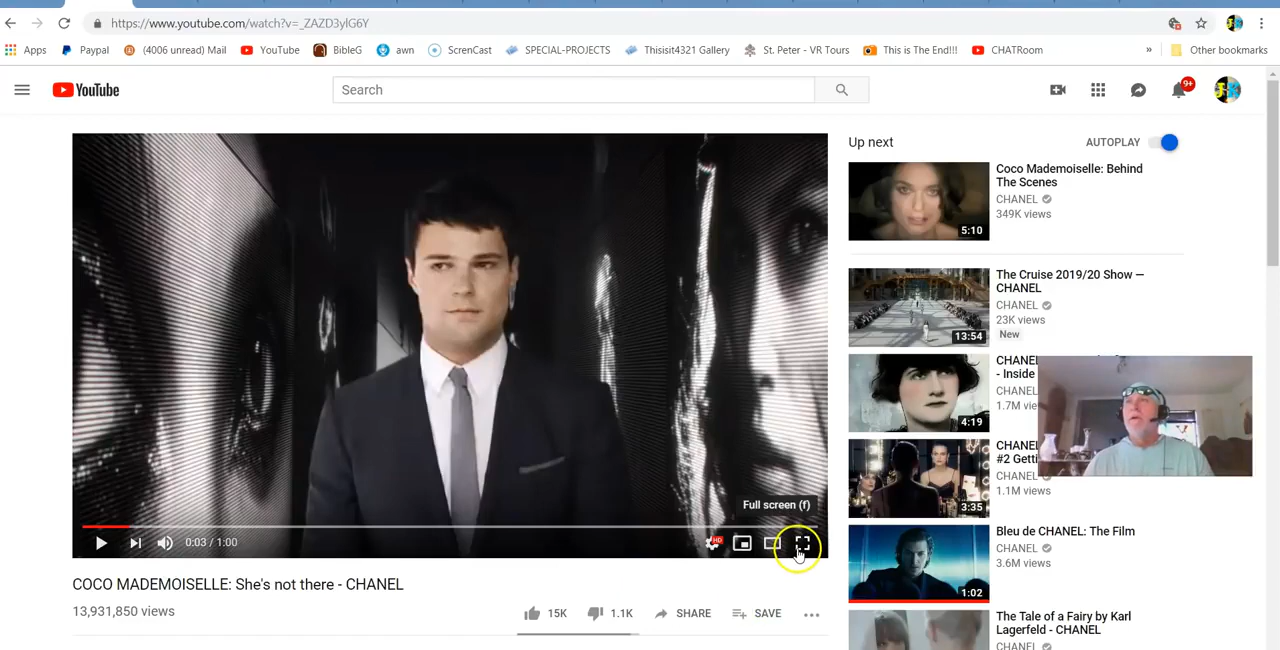 https://www.youtube.com/watch?v=_ZAZD3ylG6Y
Apps Paypal (4006 unread) Mail YouTube BibleG awn ScrenCast SPECIAL-PROJECTS Thisisit4321 Gallery St. Peter - VR Tours This is The End!!! CHATRoom » Other bookmarks
YouTube
Search
9+
Up next
AUTOPLAY
Coco Mademoiselle: Behind
The Scenes
CHANEL
349K views
5:10
The Cruise 2019/20 Show —
CHANEL
CHANEL
23K views
New
13:54
CHANEL
- Inside
CHANEL
1.7M vie
4:19
CHANEL
#2 Getti
CHANEL
1.1M views
3:35
Bleu de CHANEL: The Film
CHANEL
3.6M views
1:02
The Tale of a Fairy by Karl
Lagerfeld - CHANEL
CHANEL
Full screen (f)
0:03 / 1:00
HD
COCO MADEMOISELLE: She's not there - CHANEL
13,931,850 views
15K 1.1K SHARE SAVE